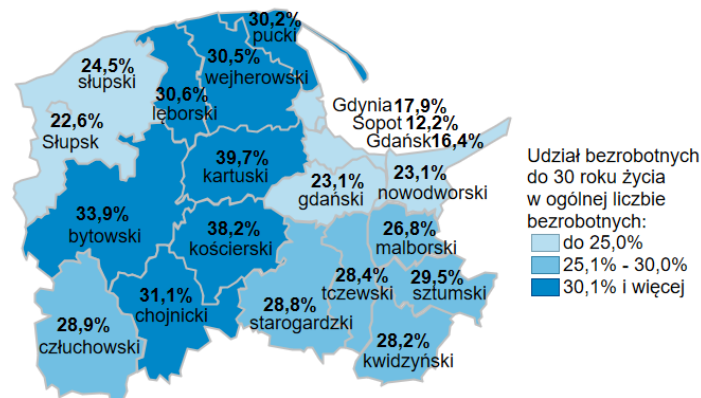 30,2%
pucki
24,5%
słupski
30,5%
wejherowski
30,6%
lęborski
Gdynia 17,9%
Sopot 12,2%
Gdańsk 16,4%
22,6%
Słupsk
39,7%
kartuski
23,1%
gdański
23,1%
nowodworski
33,9%
bytowski
38,2%
kościerski
26,8%
malborski
28,9%
człuchowski
31,1%
chojnicki
28,8%
starogardzki
28,4%
tczewski
29,5%
sztumski
28,2%
kwidzyński
Udział bezrobotnych
do 30 roku życia
w ogólnej liczbie
bezrobotnych:
do 25,0%
25,1% - 30,0%
30,1% i więcej